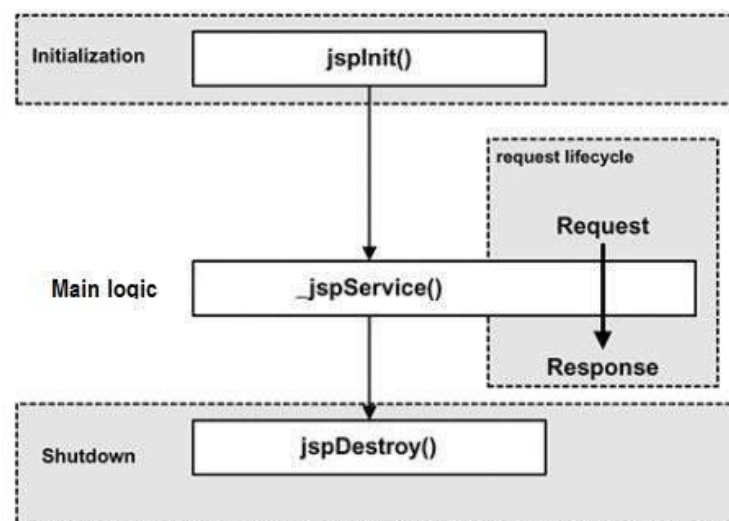 jspInit()
Initialization
request lifecycle
Request
Main logic
_jspService()
Response
jspDestroy()
Shutdown